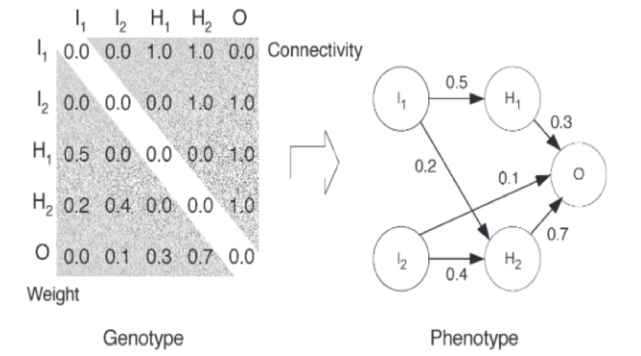 I₁ I₂ H₁ H₂ O
I₁ 0.0 0.0 1.0 1.0 0.0 Connectivity
I₂ 0.0 0.0 0.0 1.0 1.0
H₁ 0.5 0.0 0.0 0.0 1.0
H₂ 0.2 0.4 0.0 0.0 1.0
O 0.0 0.1 0.3 0.7 0.0
Weight
Genotype
I₁ 0.5 H₁
0.3
0.2 0.1 O
0.7
I₂ 0.4 H₂
Phenotype